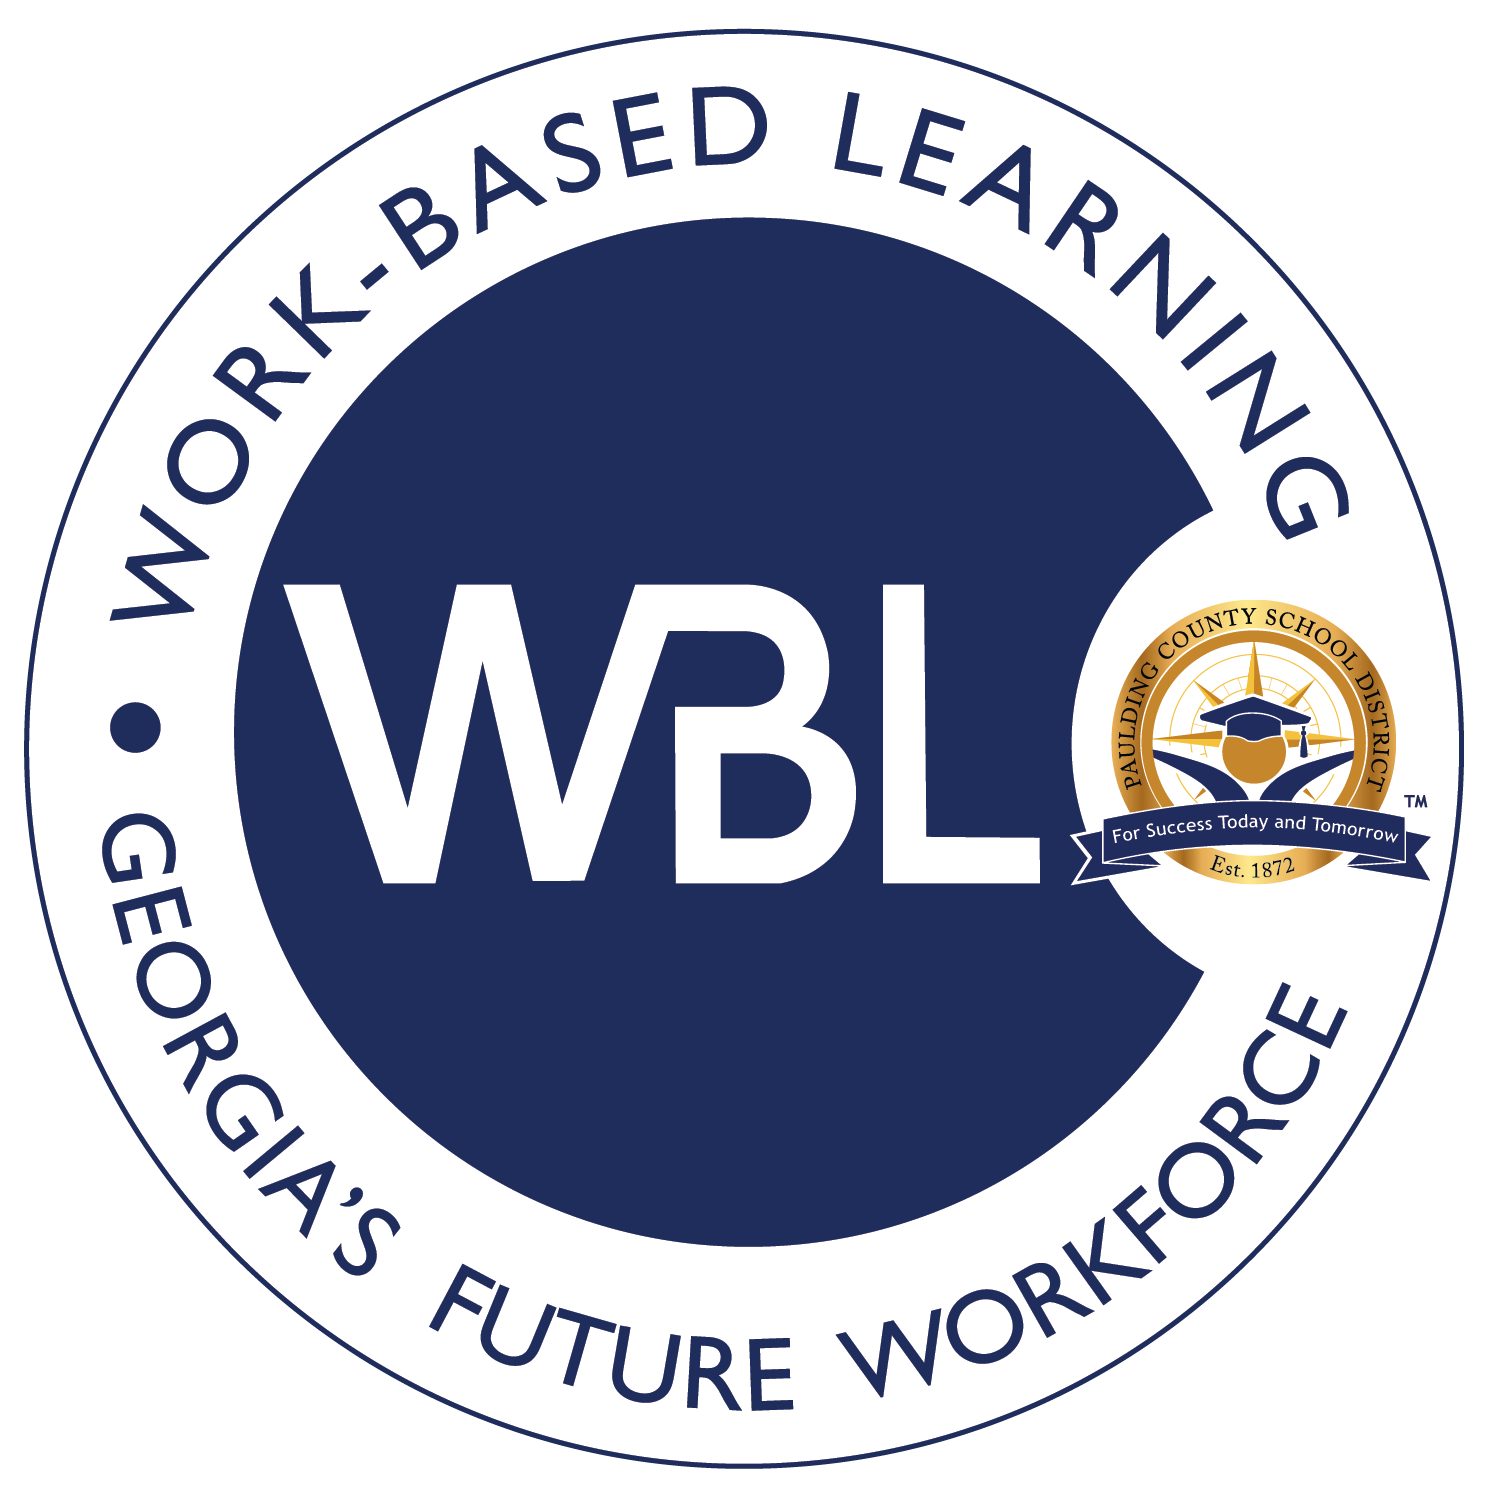 WORK-BASED LEARNING
WBL
PAULDING COUNTY SCHOOL DISTRICT
TM
For Success Today and Tomorrow
Est. 1872
• GEORGIA'S FUTURE WORKFORCE